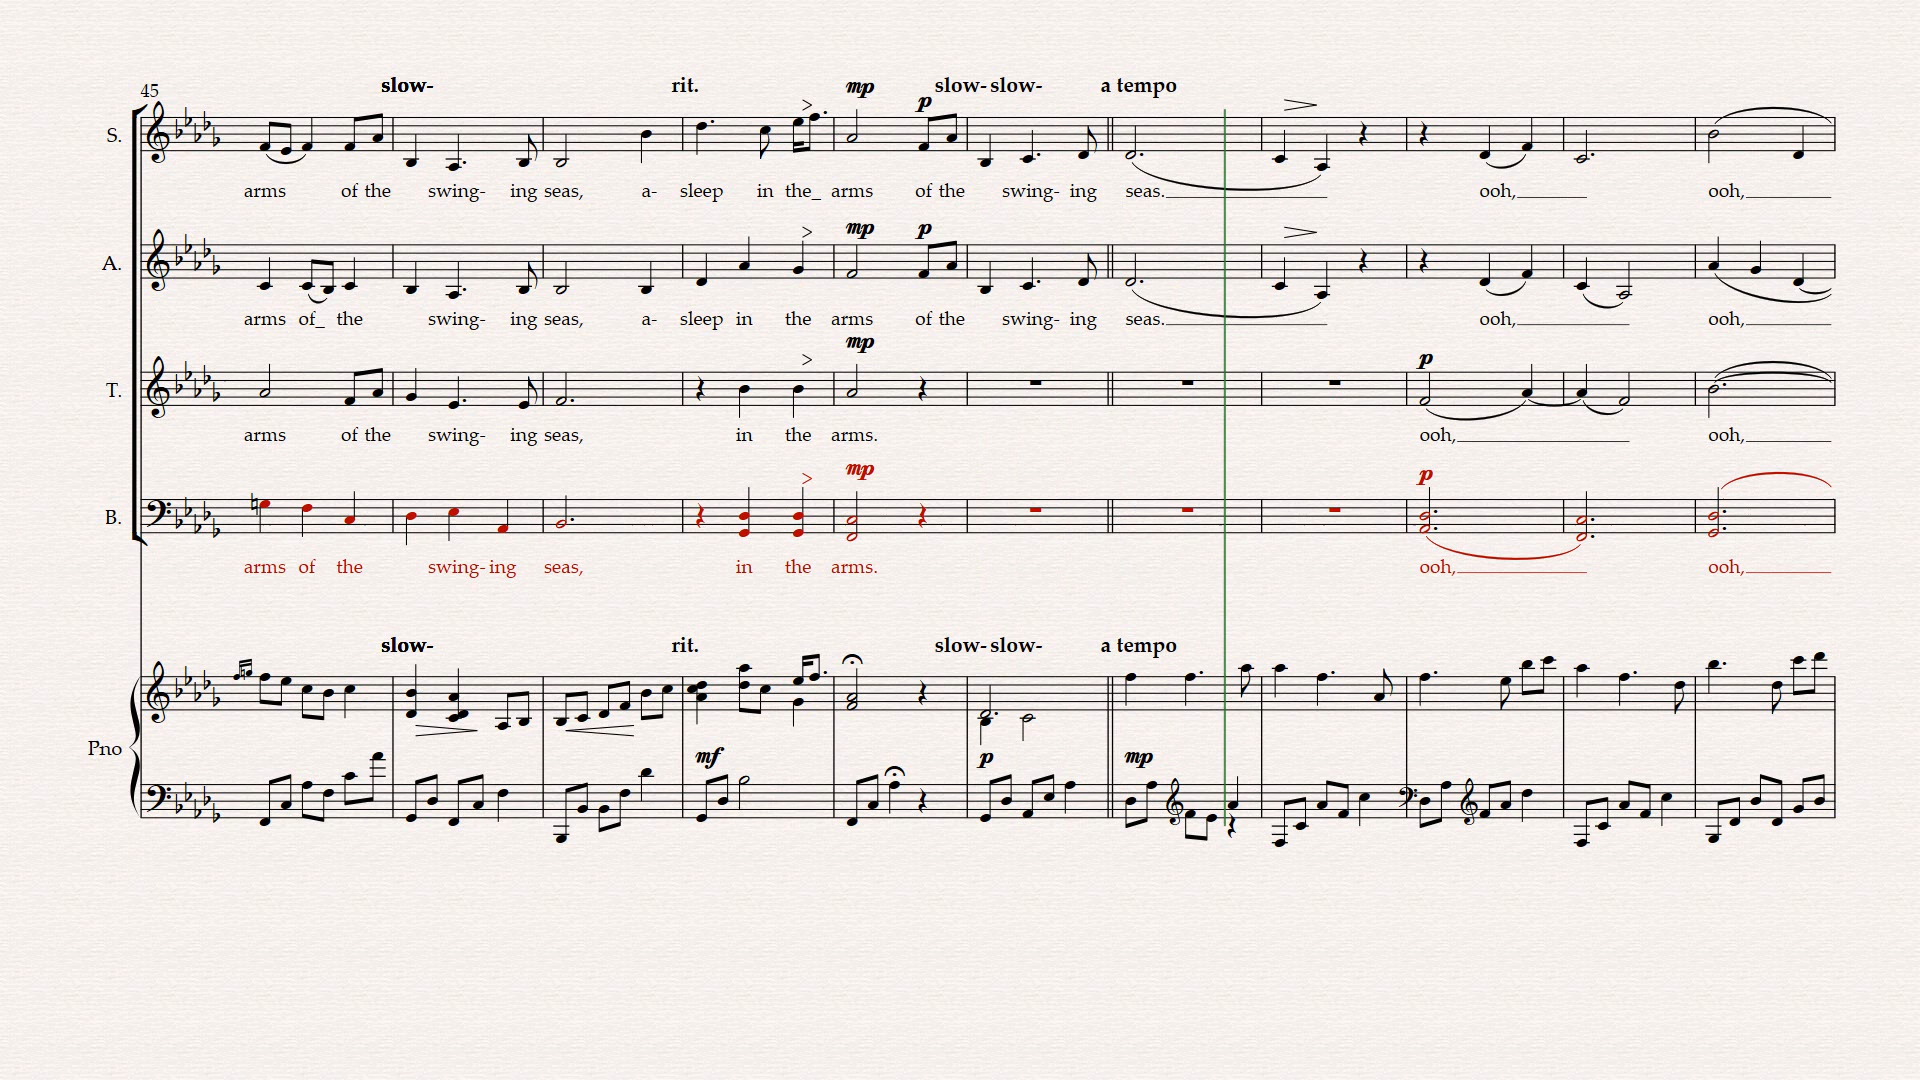 slow- rit. mp slow- slow- a tempo
45
p
S.
arms of the swing- ing seas, a- sleep in the_ arms of the swing- ing seas. ooh, ooh,
mp p
A.
arms of_ the swing- ing seas, a- sleep in the arms of the swing- ing seas. ooh, ooh,
mp
p
T.
arms of the swing- ing seas, in the arms. ooh, ooh,
mp p
B.
arms of the swing- ing seas, in the arms. ooh, ooh,
slow- rit. slow- slow- a tempo
Pno
mf p mp